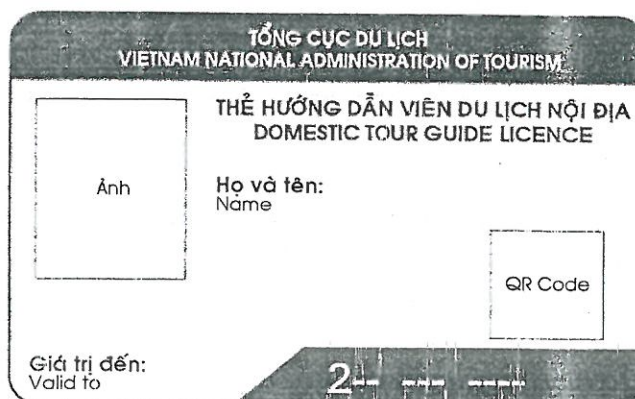 TỔNG CỤC DU LỊCH
VIETNAM NATIONAL ADMINISTRATION OF TOURISM
THẺ HƯỚNG DẪN VIÊN DU LỊCH NỘI ĐỊA
DOMESTIC TOUR GUIDE LICENCE
Ảnh
Họ và tên:
Name
QR Code
Giá trị đến:
Valid to
2-- --- ----